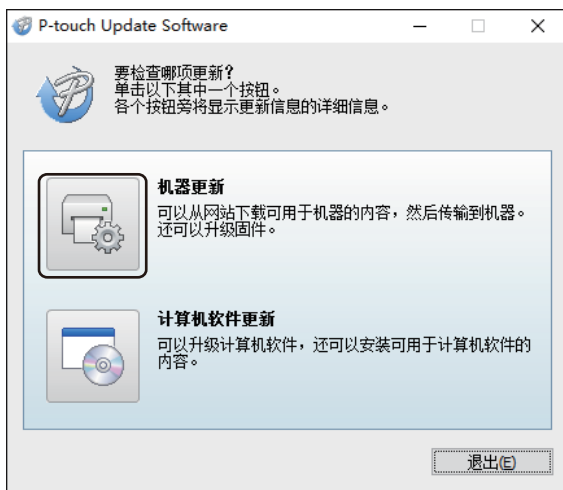 P-touch Update Software
要检查哪项更新?
单击以下其中一个按钮。
各个按钮旁将显示更新信息的详细信息。
机器更新
可以从网站下载可用于机器的内容，然后传输到机器。
还可以升级固件。
计算机软件更新
可以升级计算机软件，还可以安装可用于计算机软件的
内容。
退出(E)